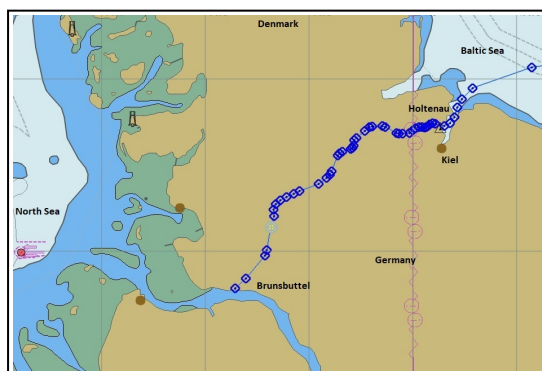 Denmark
Baltic Sea
Holtenau
Kiel
North Sea
Germany
Brunsbuttel